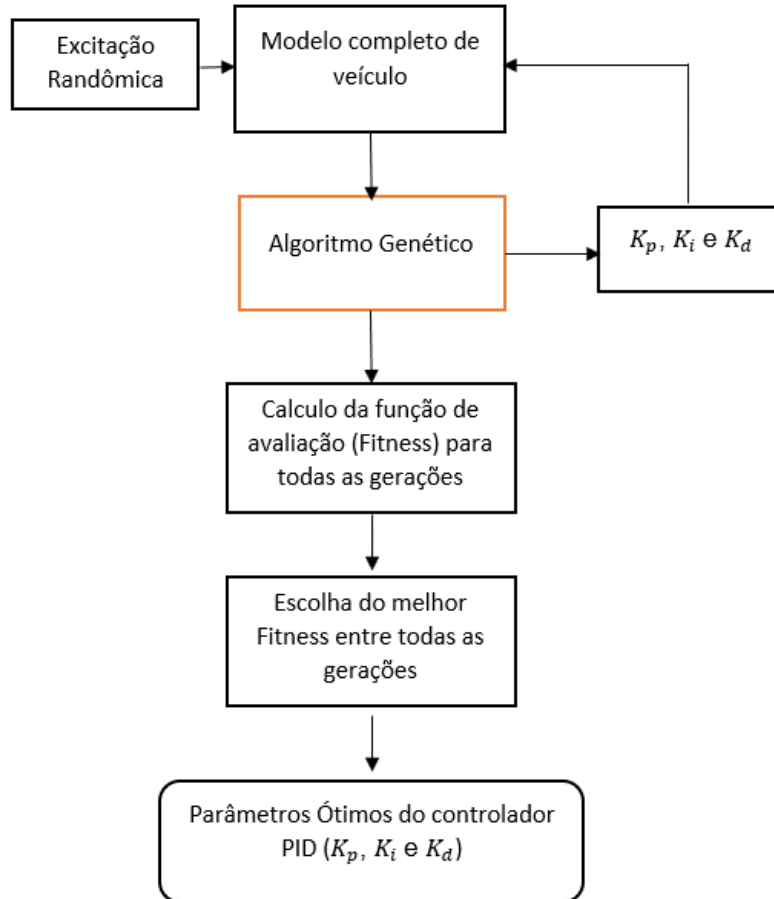 Excitação
Randômica
Modelo completo de
veículo
Algoritmo Genético
K_p, K_i e K_d
Calculo da função de
avaliação (Fitness) para
todas as gerações
Escolha do melhor
Fitness entre todas as
gerações
Parâmetros Ótimos do controlador
PID (K_p, K_i e K_d)